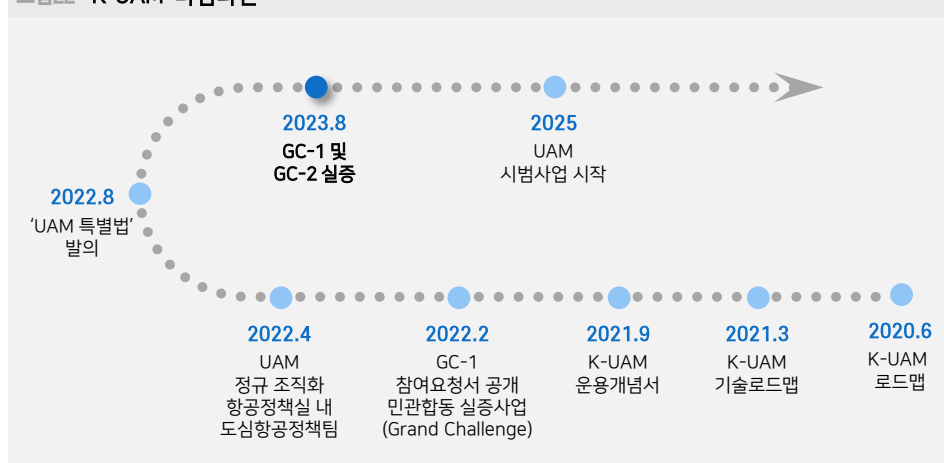 K-UAM
2023.8
GC-1 및
GC-2 실증
2025
UAM
시범사업 시작
2022.8
‘UAM 특별법’
발의
2022.4
UAM
정규 조직화
항공정책실 내
도심항공정책팀
2022.2
GC-1
참여요청서 공개
민관합동 실증사업
(Grand Challenge)
2021.9
K-UAM
운용개념서
2021.3
K-UAM
기술로드맵
2020.6
K-UAM
로드맵